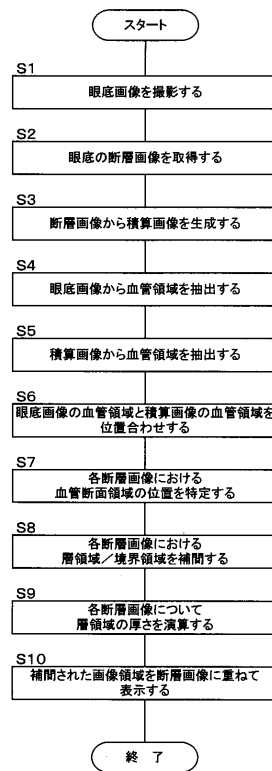 スタート
S1
眼底画像を撮影する
S2
眼底の断層画像を取得する
S3
断層画像から積算画像を生成する
S4
眼底画像から血管領域を抽出する
S5
積算画像から血管領域を抽出する
S6
眼底画像の血管領域と積算画像の血管領域を
位置合わせする
S7
各断層画像における
血管断面領域の位置を特定する
S8
各断層画像における
層領域／境界領域を補間する
S9
各断層画像について
層領域の厚さを演算する
S10
補間された画像領域を断層画像に重ねて
表示する
終 了